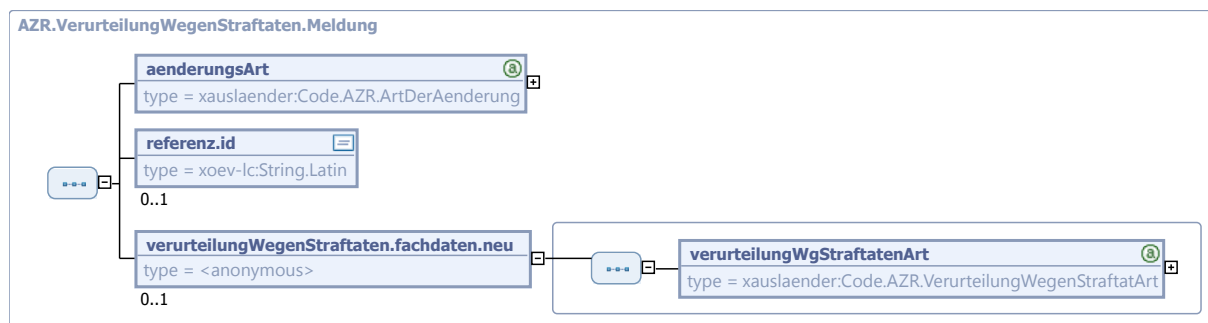 AZR.VerurteilungWegenStraftaten.Meldung
aenderungsArt
type = xauslaender:Code.AZR.ArtDerAenderung
referenz.id
type = xoev-lc:String.Latin
0..1
verurteilungWegenStraftaten.fachdaten.neu
type = <anonymous>
0..1
verurteilungWgStraftatenArt
type = xauslaender:Code.AZR.VerurteilungWegenStraftatArt